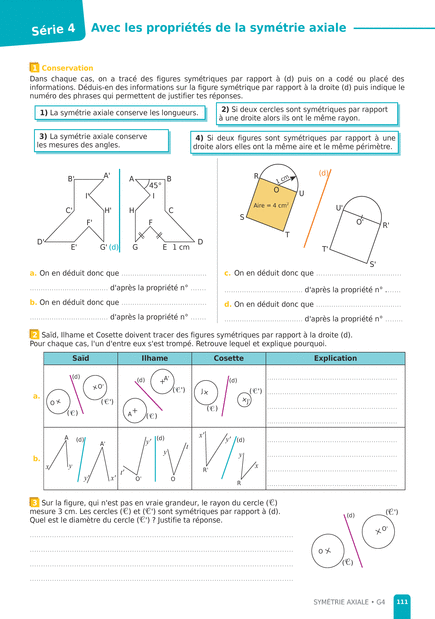 Série 4
Avec les propriétés de la symétrie axiale
1 Conservation
Dans chaque cas, on a tracé des figures symétriques par rapport à (d) puis on a codé ou placé des
informations. Déduis-en des informations sur la figure symétrique par rapport à la droite (d) puis indique le
numéro des phrases qui permettent de justifier tes réponses.
1) La symétrie axiale conserve les longueurs.
2) Si deux cercles sont symétriques par rapport
à une droite alors ils ont le même rayon.
3) La symétrie axiale conserve
les mesures des angles.
4) Si deux figures sont symétriques par rapport à une
droite alors elles ont la même aire et le même périmètre.
B' A' A B
45°
I' I
C' H' H C
F' F
D' E' G' (d) G E 1 cm D
R 1 cm (d)
O U
Aire = 4 cm²
S T
U' O' R'
T' S'
a. On en déduit donc que ..............................
.............................. d'après la propriété n° .......
b. On en déduit donc que ..............................
.............................. d'après la propriété n° .......
c. On en déduit donc que ..............................
.............................. d'après la propriété n° .......
d. On en déduit donc que ..............................
.............................. d'après la propriété n° .......
2 Saïd, Ilhame et Cosette doivent tracer des figures symétriques par rapport à la droite (d).
Pour chaque cas, l'un d'entre eux s'est trompé. Retrouve lequel et explique pourquoi.
Saïd Ilhame Cosette Explication
a.
(d) O O' (C) (C')
(d) A' A (C') (C)
(d) J (C') (C)
b.
A (d) A' x y y' x'
y' (d) y t t' O' O
x' y' (d) y x R' R
3 Sur la figure, qui n'est pas en vraie grandeur, le rayon du cercle (C)
mesure 3 cm. Les cercles (C) et (C') sont symétriques par rapport à (d).
Quel est le diamètre du cercle (C') ? Justifie ta réponse.
(d) (C')
O'
O
(C)
SYMÉTRIE AXIALE • G4
111